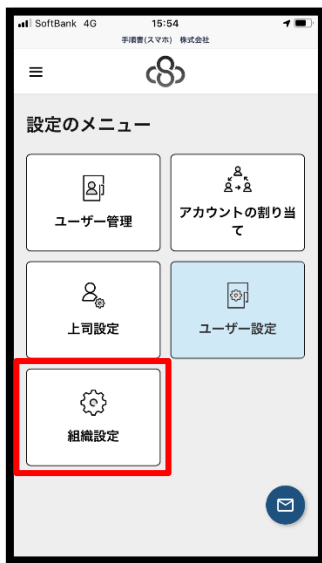 SoftBank 4G 15:54
手順書(スマホ) 株式会社
設定のメニュー
ユーザー管理
アカウントの割り当
て
上司設定
ユーザー設定
組織設定